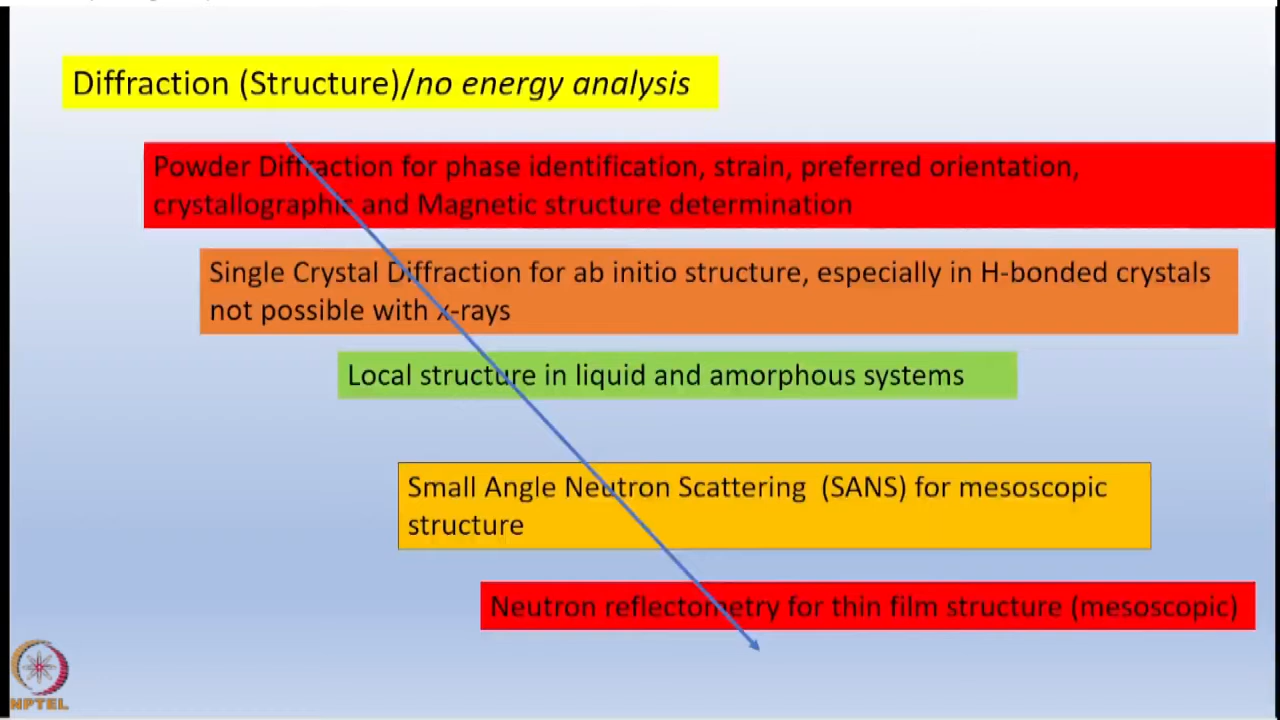 Diffraction (Structure)/no energy analysis
Powder Diffraction for phase identification, strain, preferred orientation,
crystallographic and Magnetic structure determination
Single Crystal Diffraction for ab initio structure, especially in H-bonded crystals
not possible with x-rays
Local structure in liquid and amorphous systems
Small Angle Neutron Scattering (SANS) for mesoscopic
structure
Neutron reflectometry for thin film structure (mesoscopic)
NPTEL